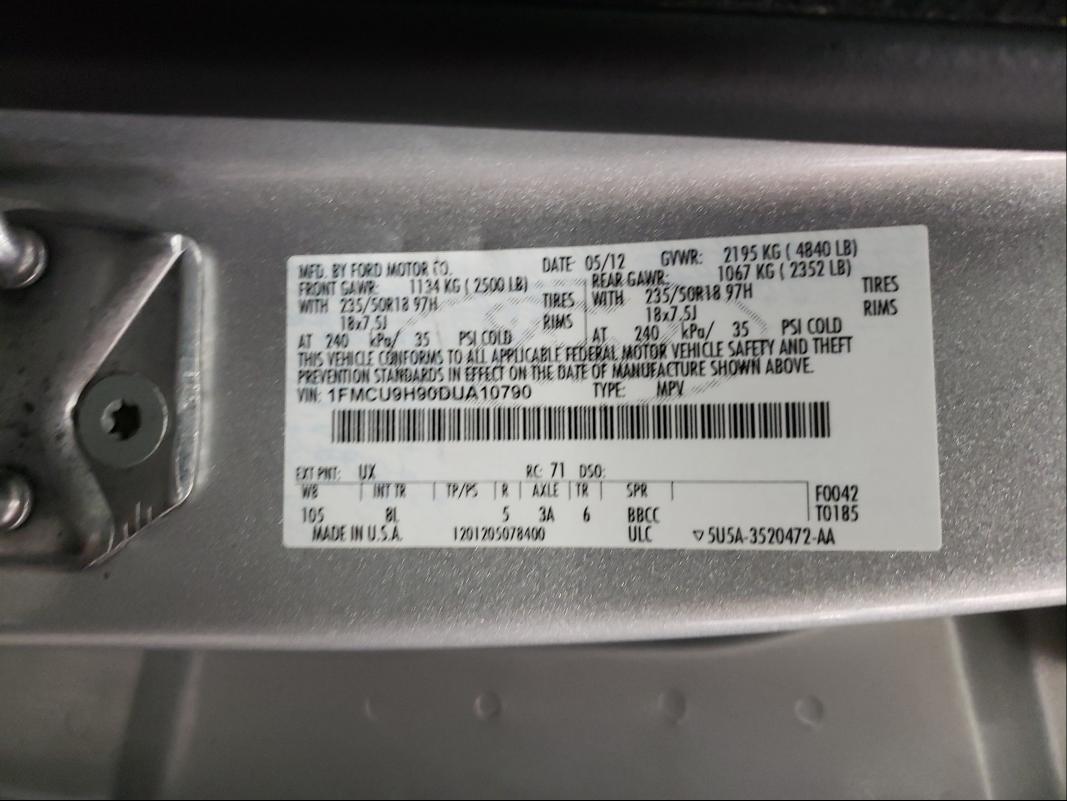 MFD. BY FORD MOTOR CO. DATE: 05/12 GVWR: 2195 KG ( 4840 LB)
FRONT GAWR: 1134 KG ( 2500 LB) REAR GAWR: 1067 KG ( 2352 LB)
WITH 235/50R18 97H TIRES WITH 235/50R18 97H TIRES
18x7.5J RIMS 18x7.5J RIMS
AT 240 kPa/ 35 PSI COLD AT 240 kPa/ 35 PSI COLD
THIS VEHICLE CONFORMS TO ALL APPLICABLE FEDERAL MOTOR VEHICLE SAFETY AND THEFT
PREVENTION STANDARDS IN EFFECT ON THE DATE OF MANUFACTURE SHOWN ABOVE.
VIN: 1FMCU9H90DUA10790 TYPE: MPV
EXT PNT: UX RC: 71 DSO:
WB INT TR TP/PS R AXLE TR SPR F0042
105 8L 5 3A 6 BBCC T0185
MADE IN U.S.A. 1201205078400 ULC ▽5U5A-3520472-AA